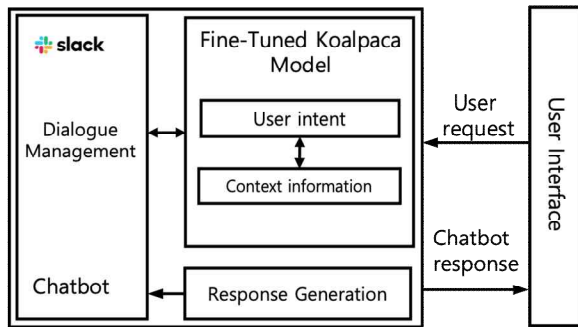 slack
Dialogue
Management
Chatbot
Fine-Tuned Koalpaca
Model
User intent
Context information
Response Generation
User
request
Chatbot
response
User Interface